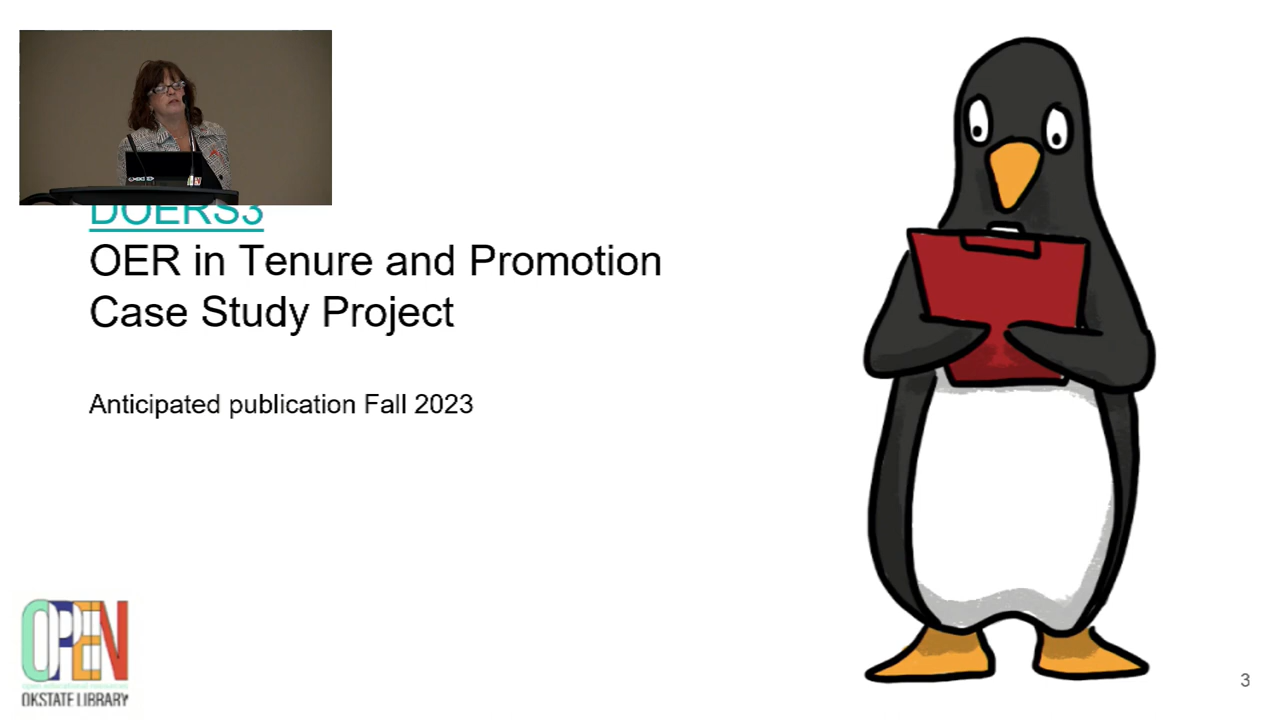 DOERS3
OER in Tenure and Promotion
Case Study Project
Anticipated publication Fall 2023
OPEN
OKSTATE LIBRARY
3